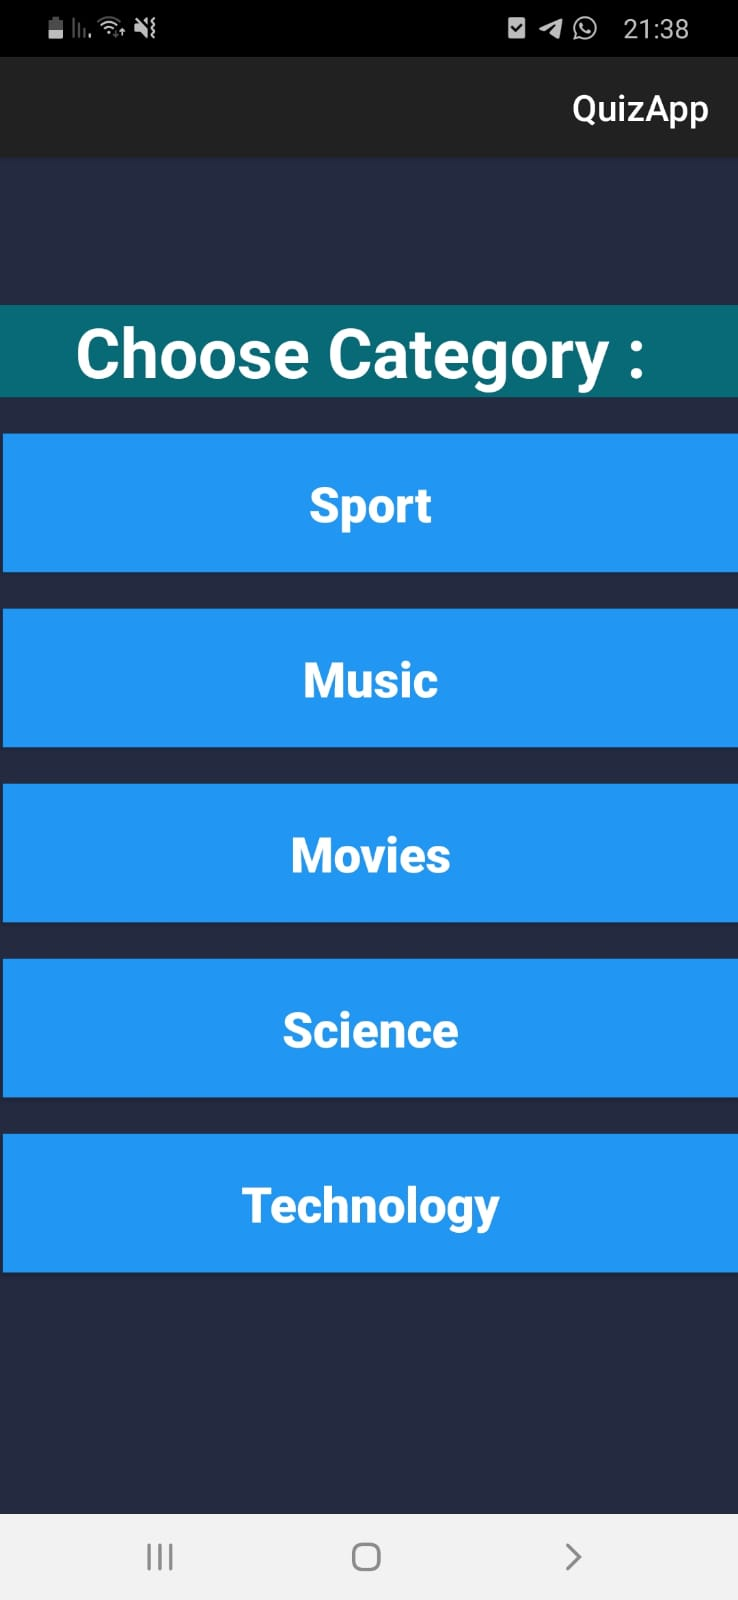 21:38
QuizApp
Choose Category :
Sport
Music
Movies
Science
Technology